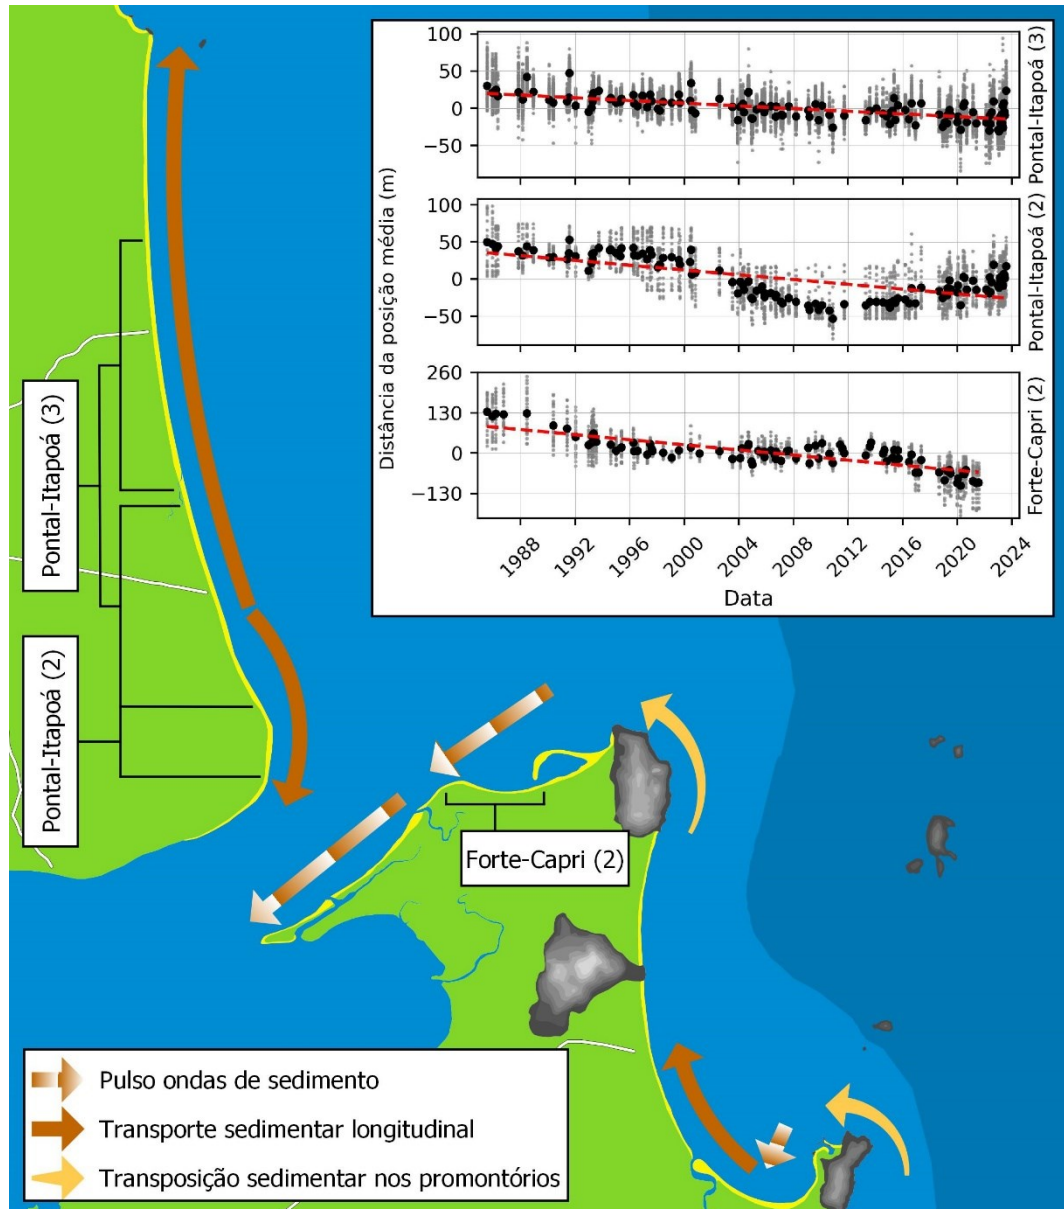 100
50
0
−50
Pontal-Itapoá (3)
100
50
0
−50
Pontal-Itapoá (2)
260
130
0
−130
Forte-Capri (2)
Distância da posição média (m)
1988
1992
1996
2000
2004
2008
2012
2016
2020
2024
Data
Pontal-Itapoá (3)
Pontal-Itapoá (2)
Forte-Capri (2)
Pulso ondas de sedimento
Transporte sedimentar longitudinal
Transposição sedimentar nos promontórios